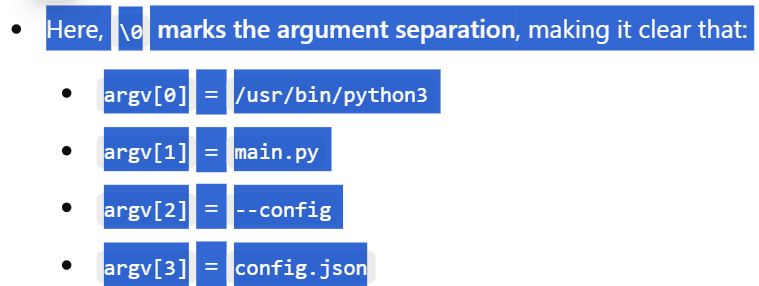 Here, \0 marks the argument separation, making it clear that:
argv[0] = /usr/bin/python3
argv[1] = main.py
argv[2] = --config
argv[3] = config.json